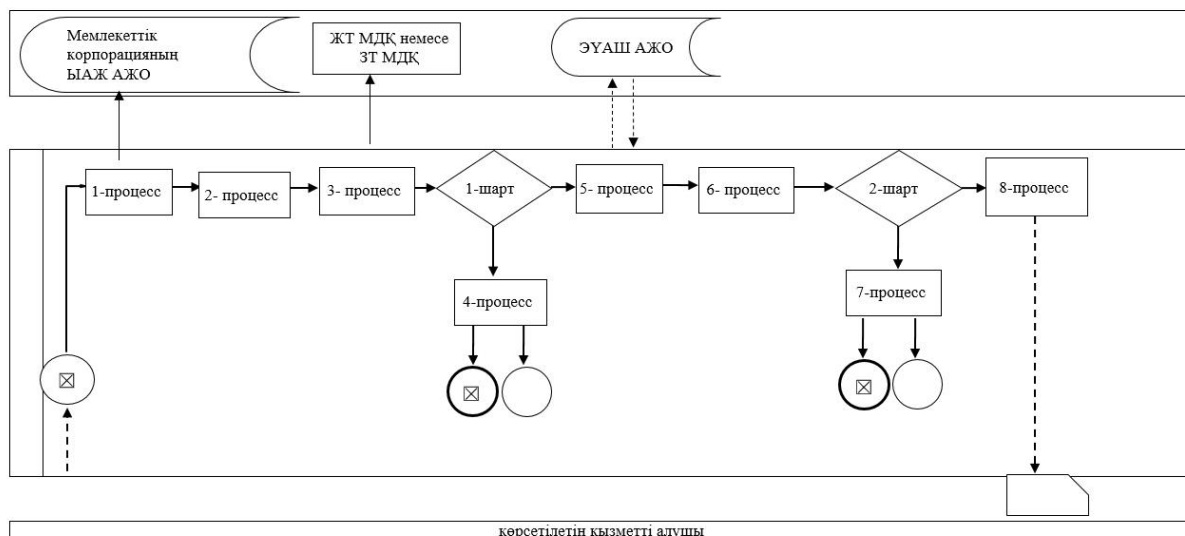 Мемлекеттік
корпорацияның
ЫАЖ АЖО
ЖТ МДҚ немесе
ЗТ МДҚ
ЭҮАШ АЖО
1-процесс
2- процесс
3- процесс
1-шарт
5- процесс
6- процесс
2-шарт
8-процесс
4-процесс
7-процесс
көрсетілетін қызметті алушы